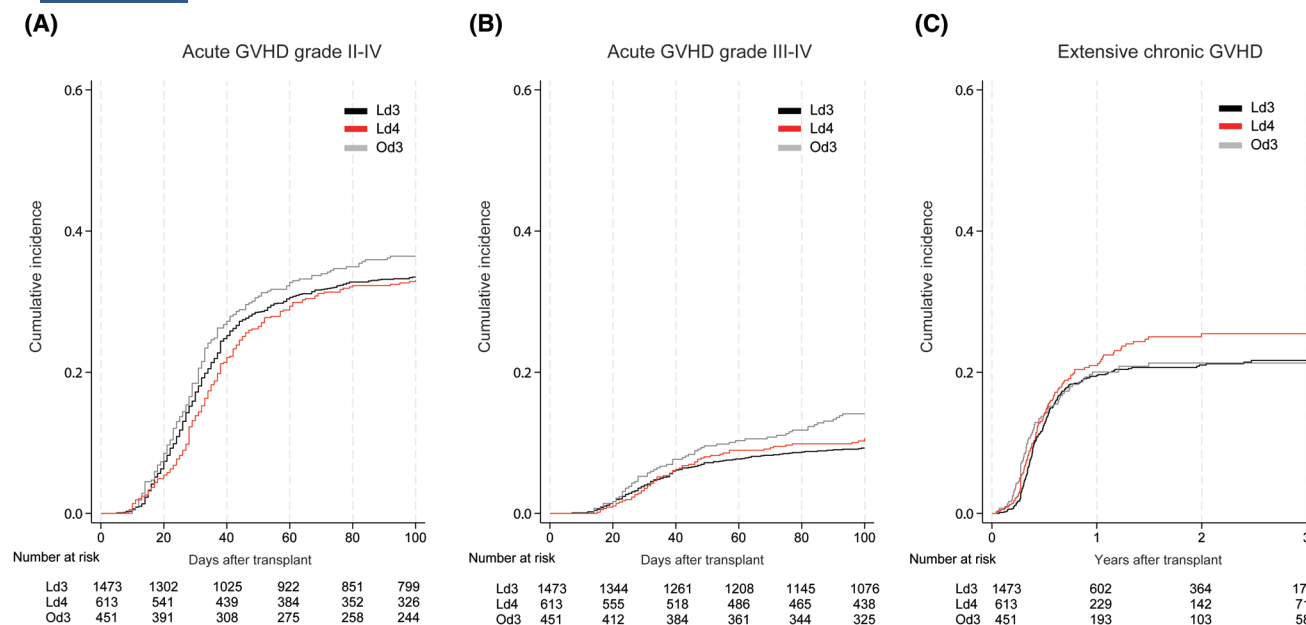 (A)
Acute GVHD grade II-IV
0.6
0.4
0.2
0.0
Cumulative incidence
Ld3
Ld4
Od3
0 20 40 60 80 100
Number at risk
Days after transplant
Ld3 1473 1302 1025 922 851 799
Ld4 613 541 439 384 352 326
Od3 451 391 308 275 258 244
(B)
Acute GVHD grade III-IV
0.6
0.4
0.2
0.0
Cumulative incidence
Ld3
Ld4
Od3
0 20 40 60 80 100
Number at risk
Days after transplant
Ld3 1473 1344 1261 1208 1145 1076
Ld4 613 555 518 486 465 438
Od3 451 412 384 361 344 325
(C)
Extensive chronic GVHD
0.6
0.4
0.2
0.0
Cumulative incidence
Ld3
Ld4
Od3
0 1 2
Number at risk
Years after transplant
Ld3 1473 602 364
Ld4 613 229 142
Od3 451 193 103